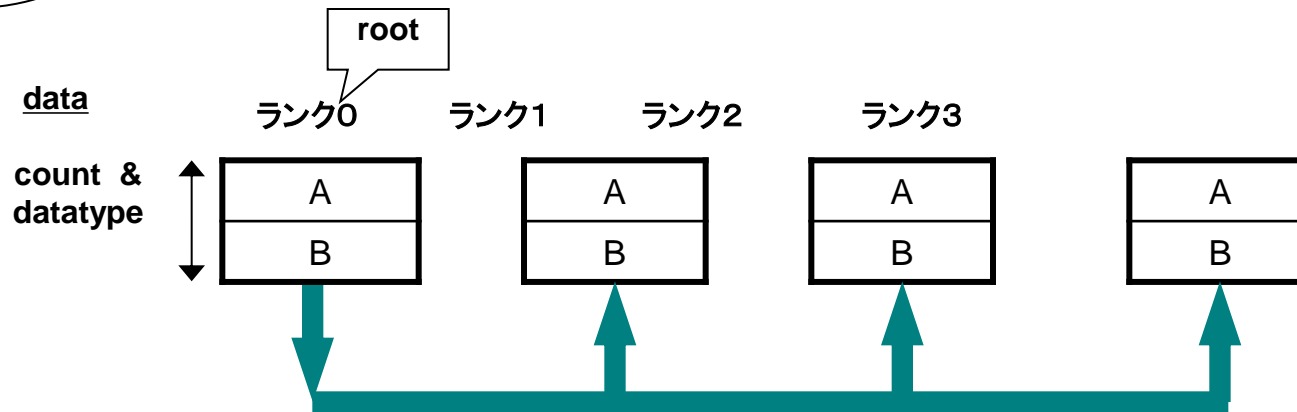 root
data
ランク0 ランク1 ランク2 ランク3
count &
datatype
A A A A
B B B B